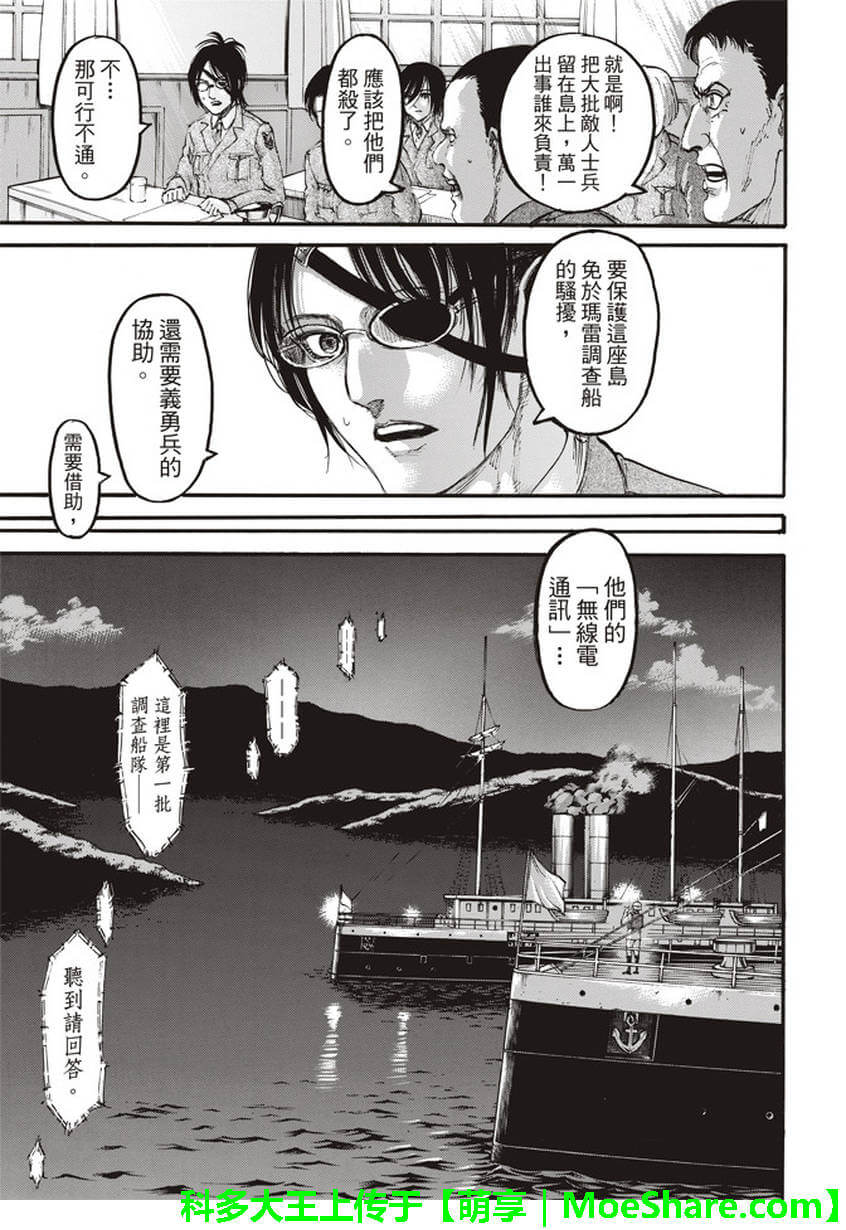 就是啊！
把大批敵人士兵
留在島上，萬一
出事誰來負責！
應該把他們
都殺了。
不…
那可行不通。
要保護這座島
免於瑪雷調查船
的騷擾，
還需要義勇兵的
協助。
需要借助，
他們的
「無線電
通訊」…
這裡是第一批
調查船隊——
聽到請回答。
科多大王上传于【萌享｜MoeShare.com】